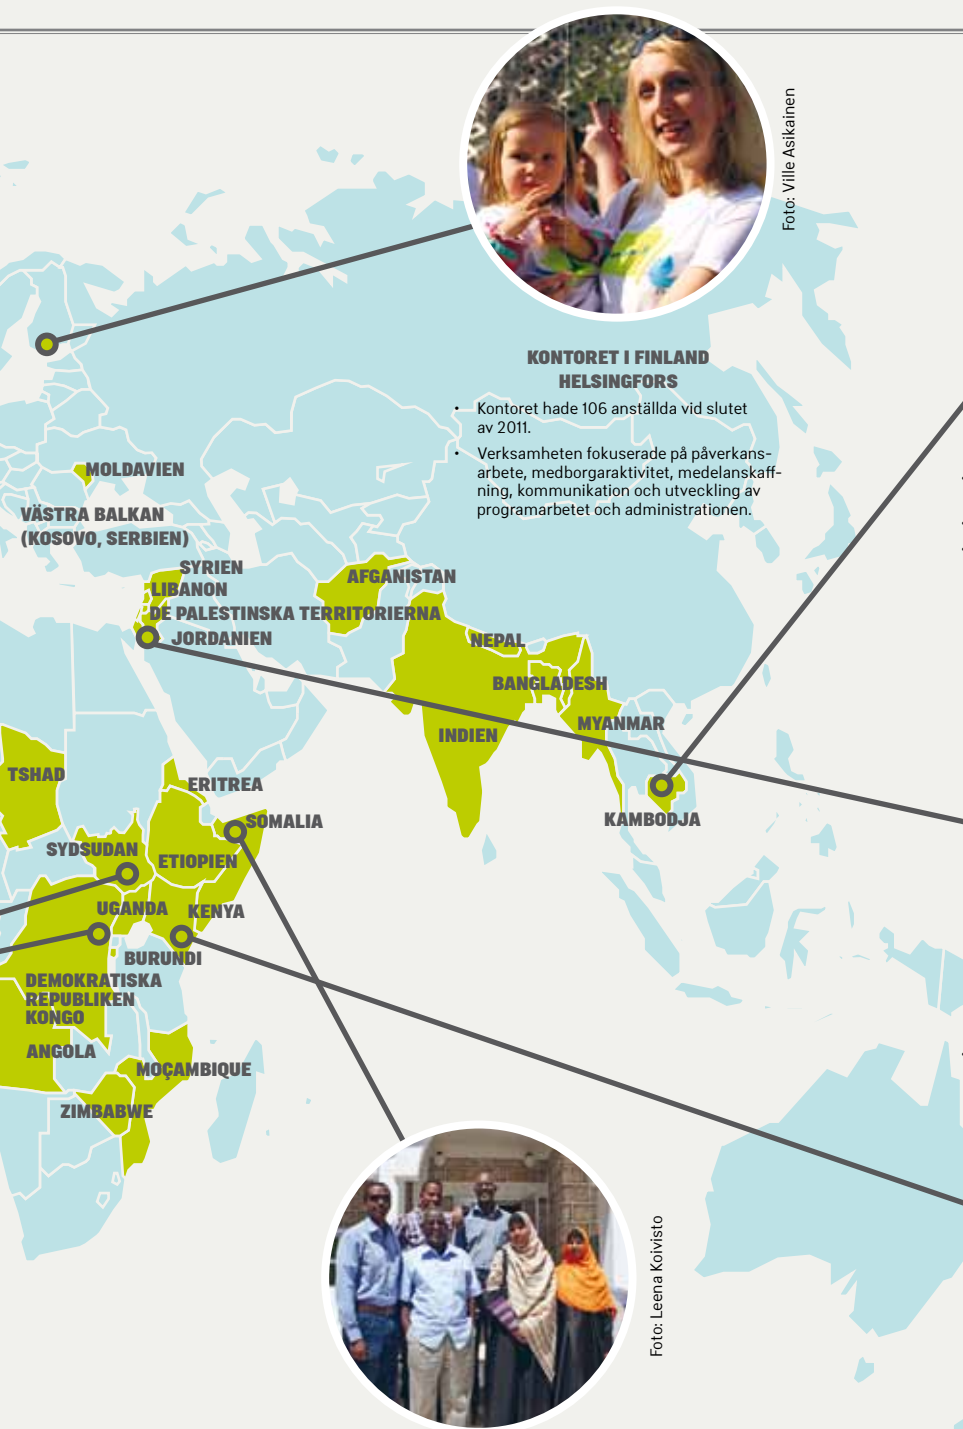 Foto: Ville Asikainen
KONTORET I FINLAND
HELSINGFORS
• Kontoret hade 106 anställda vid slutet
av 2011.
• Verksamheten fokuserade på påverkans-
arbete, medborgaraktivitet, medelanskaff-
ning, kommunikation och utveckling av
programarbetet och administrationen.
MOLDAVIEN
VÄSTRA BALKAN
(KOSOVO, SERBIEN)
SYRIEN
LIBANON
DE PALESTINSKA TERRITORIERNA
JORDANIEN
AFGANISTAN
NEPAL
BANGLADESH
INDIEN
MYANMAR
KAMBODJA
TSHAD
ERITREA
SOMALIA
SYDSUDAN
ETIOPIEN
UGANDA
KENYA
BURUNDI
DEMOKRATISKA
REPUBLIKEN
KONGO
ANGOLA
MOÇAMBIQUE
ZIMBABWE
Foto: Leena Koivisto